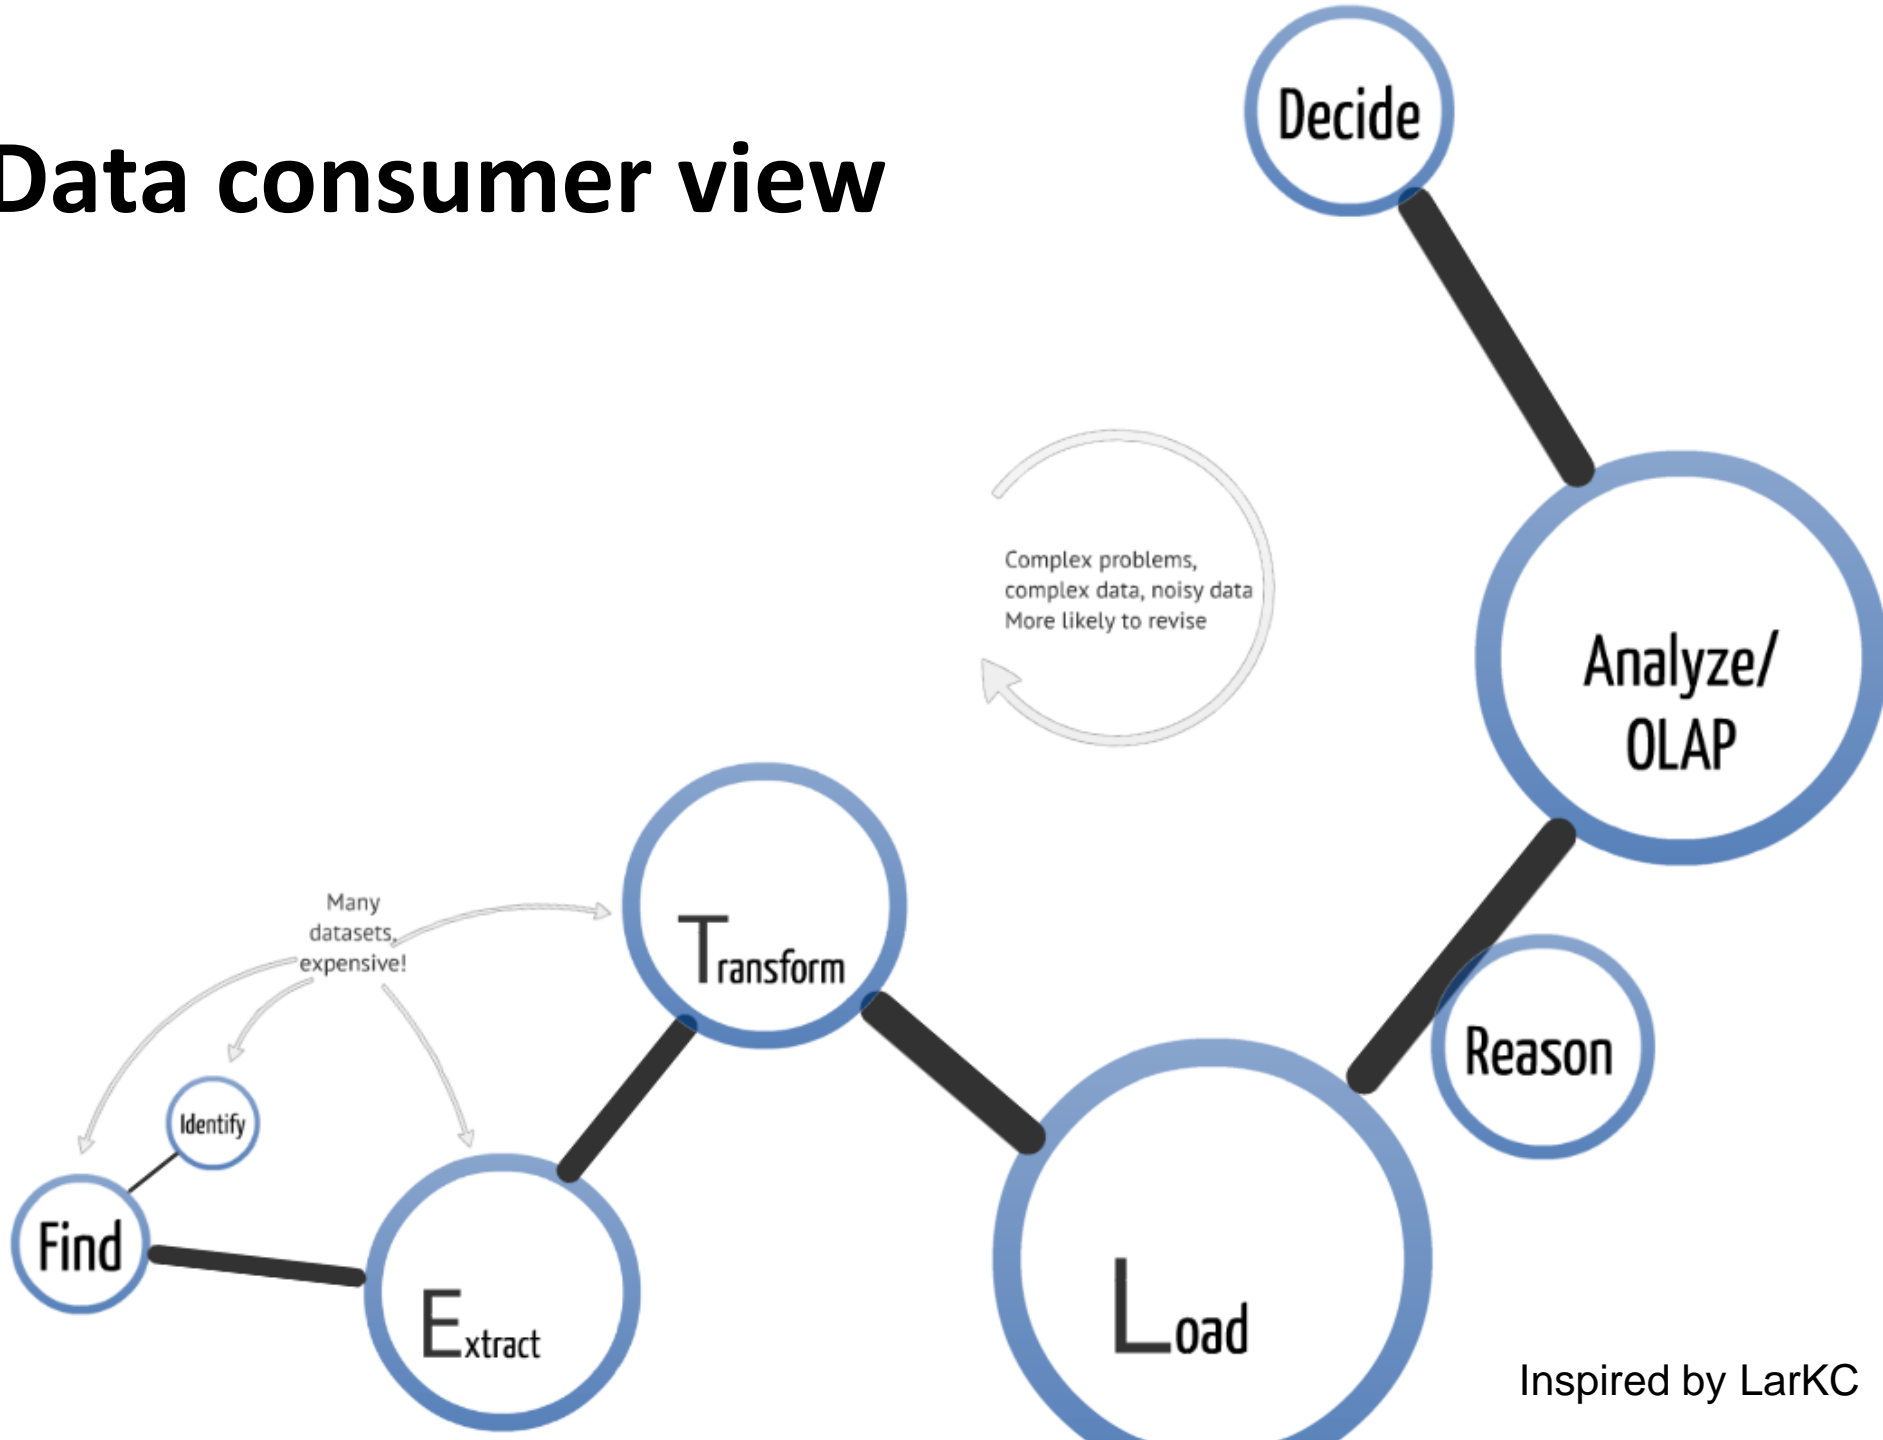 Data consumer view
Decide
Complex problems,
complex data, noisy data
More likely to revise
Analyze/
OLAP
Many
datasets,
expensive!
Transform
Reason
Identify
Find
Extract
Load
Inspired by LarKC